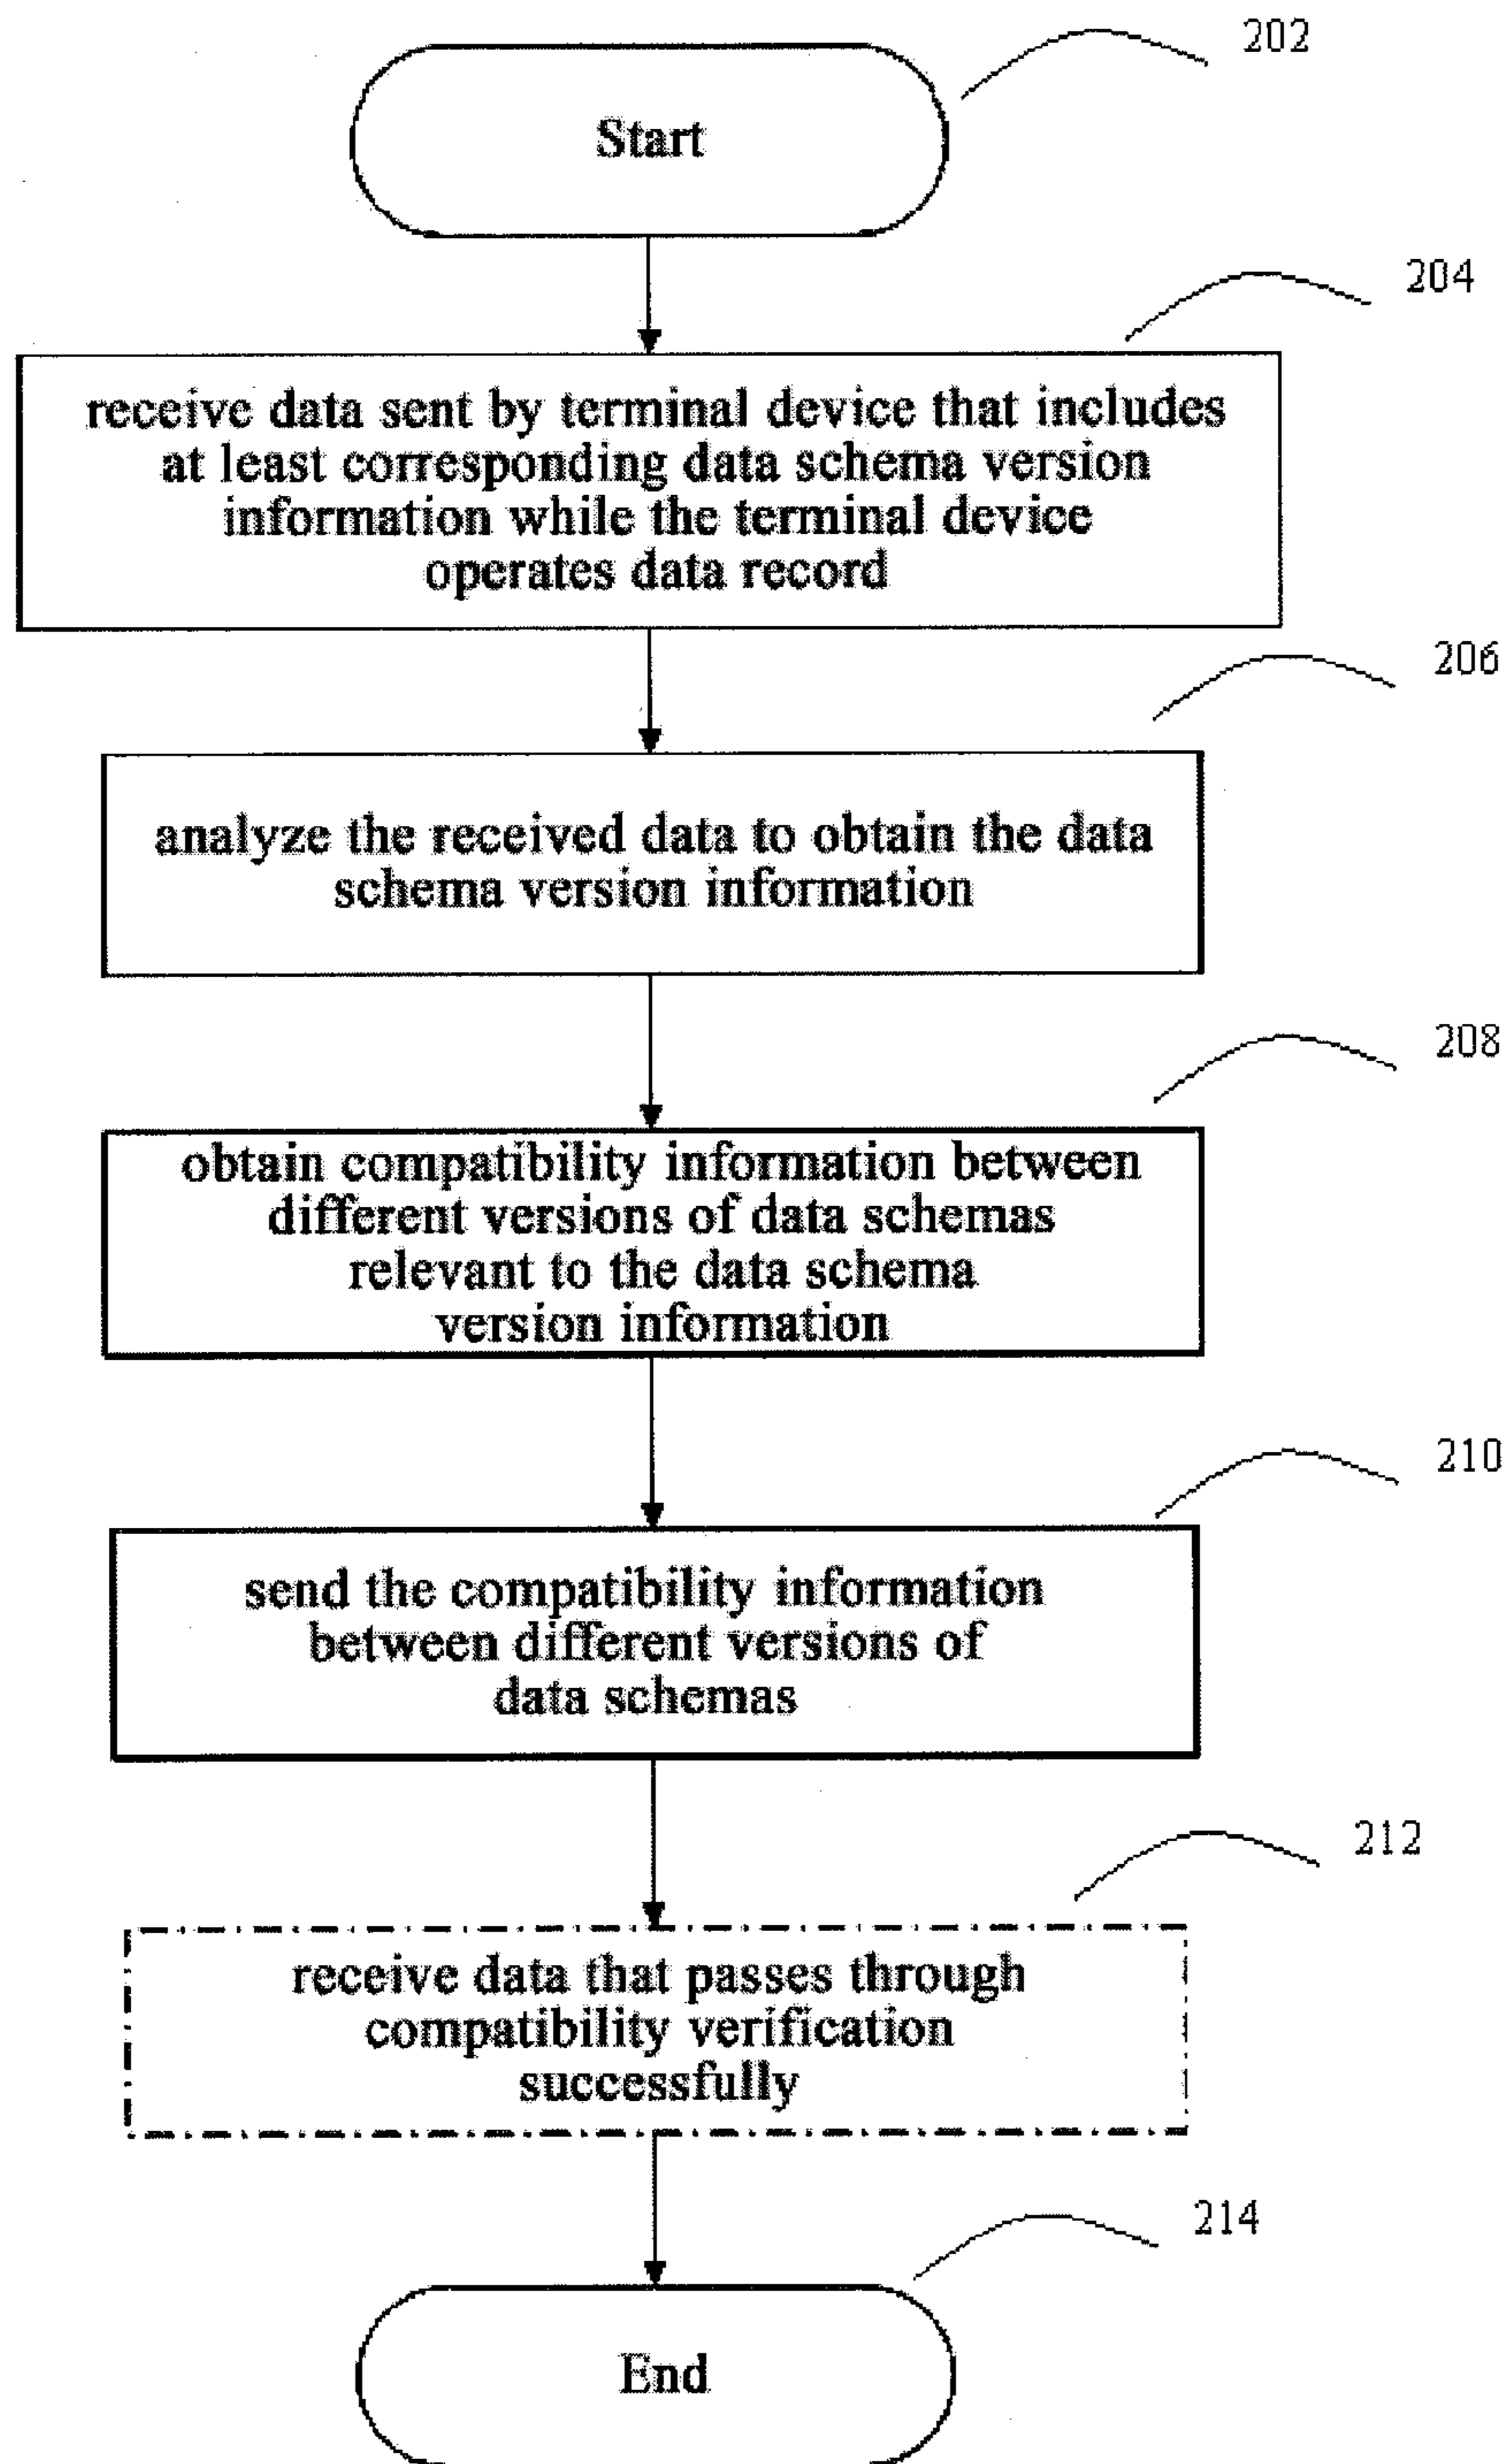 202
Start
204
receive data sent by terminal device that includes
at least corresponding data schema version
information while the terminal device
operates data record
206
analyze the received data to obtain the data
schema version information
208
obtain compatibility information between
different versions of data schemas
relevant to the data schema
version information
210
send the compatibility information
between different versions of
data schemas
212
receive data that passes through
compatibility verification
successfully
214
End